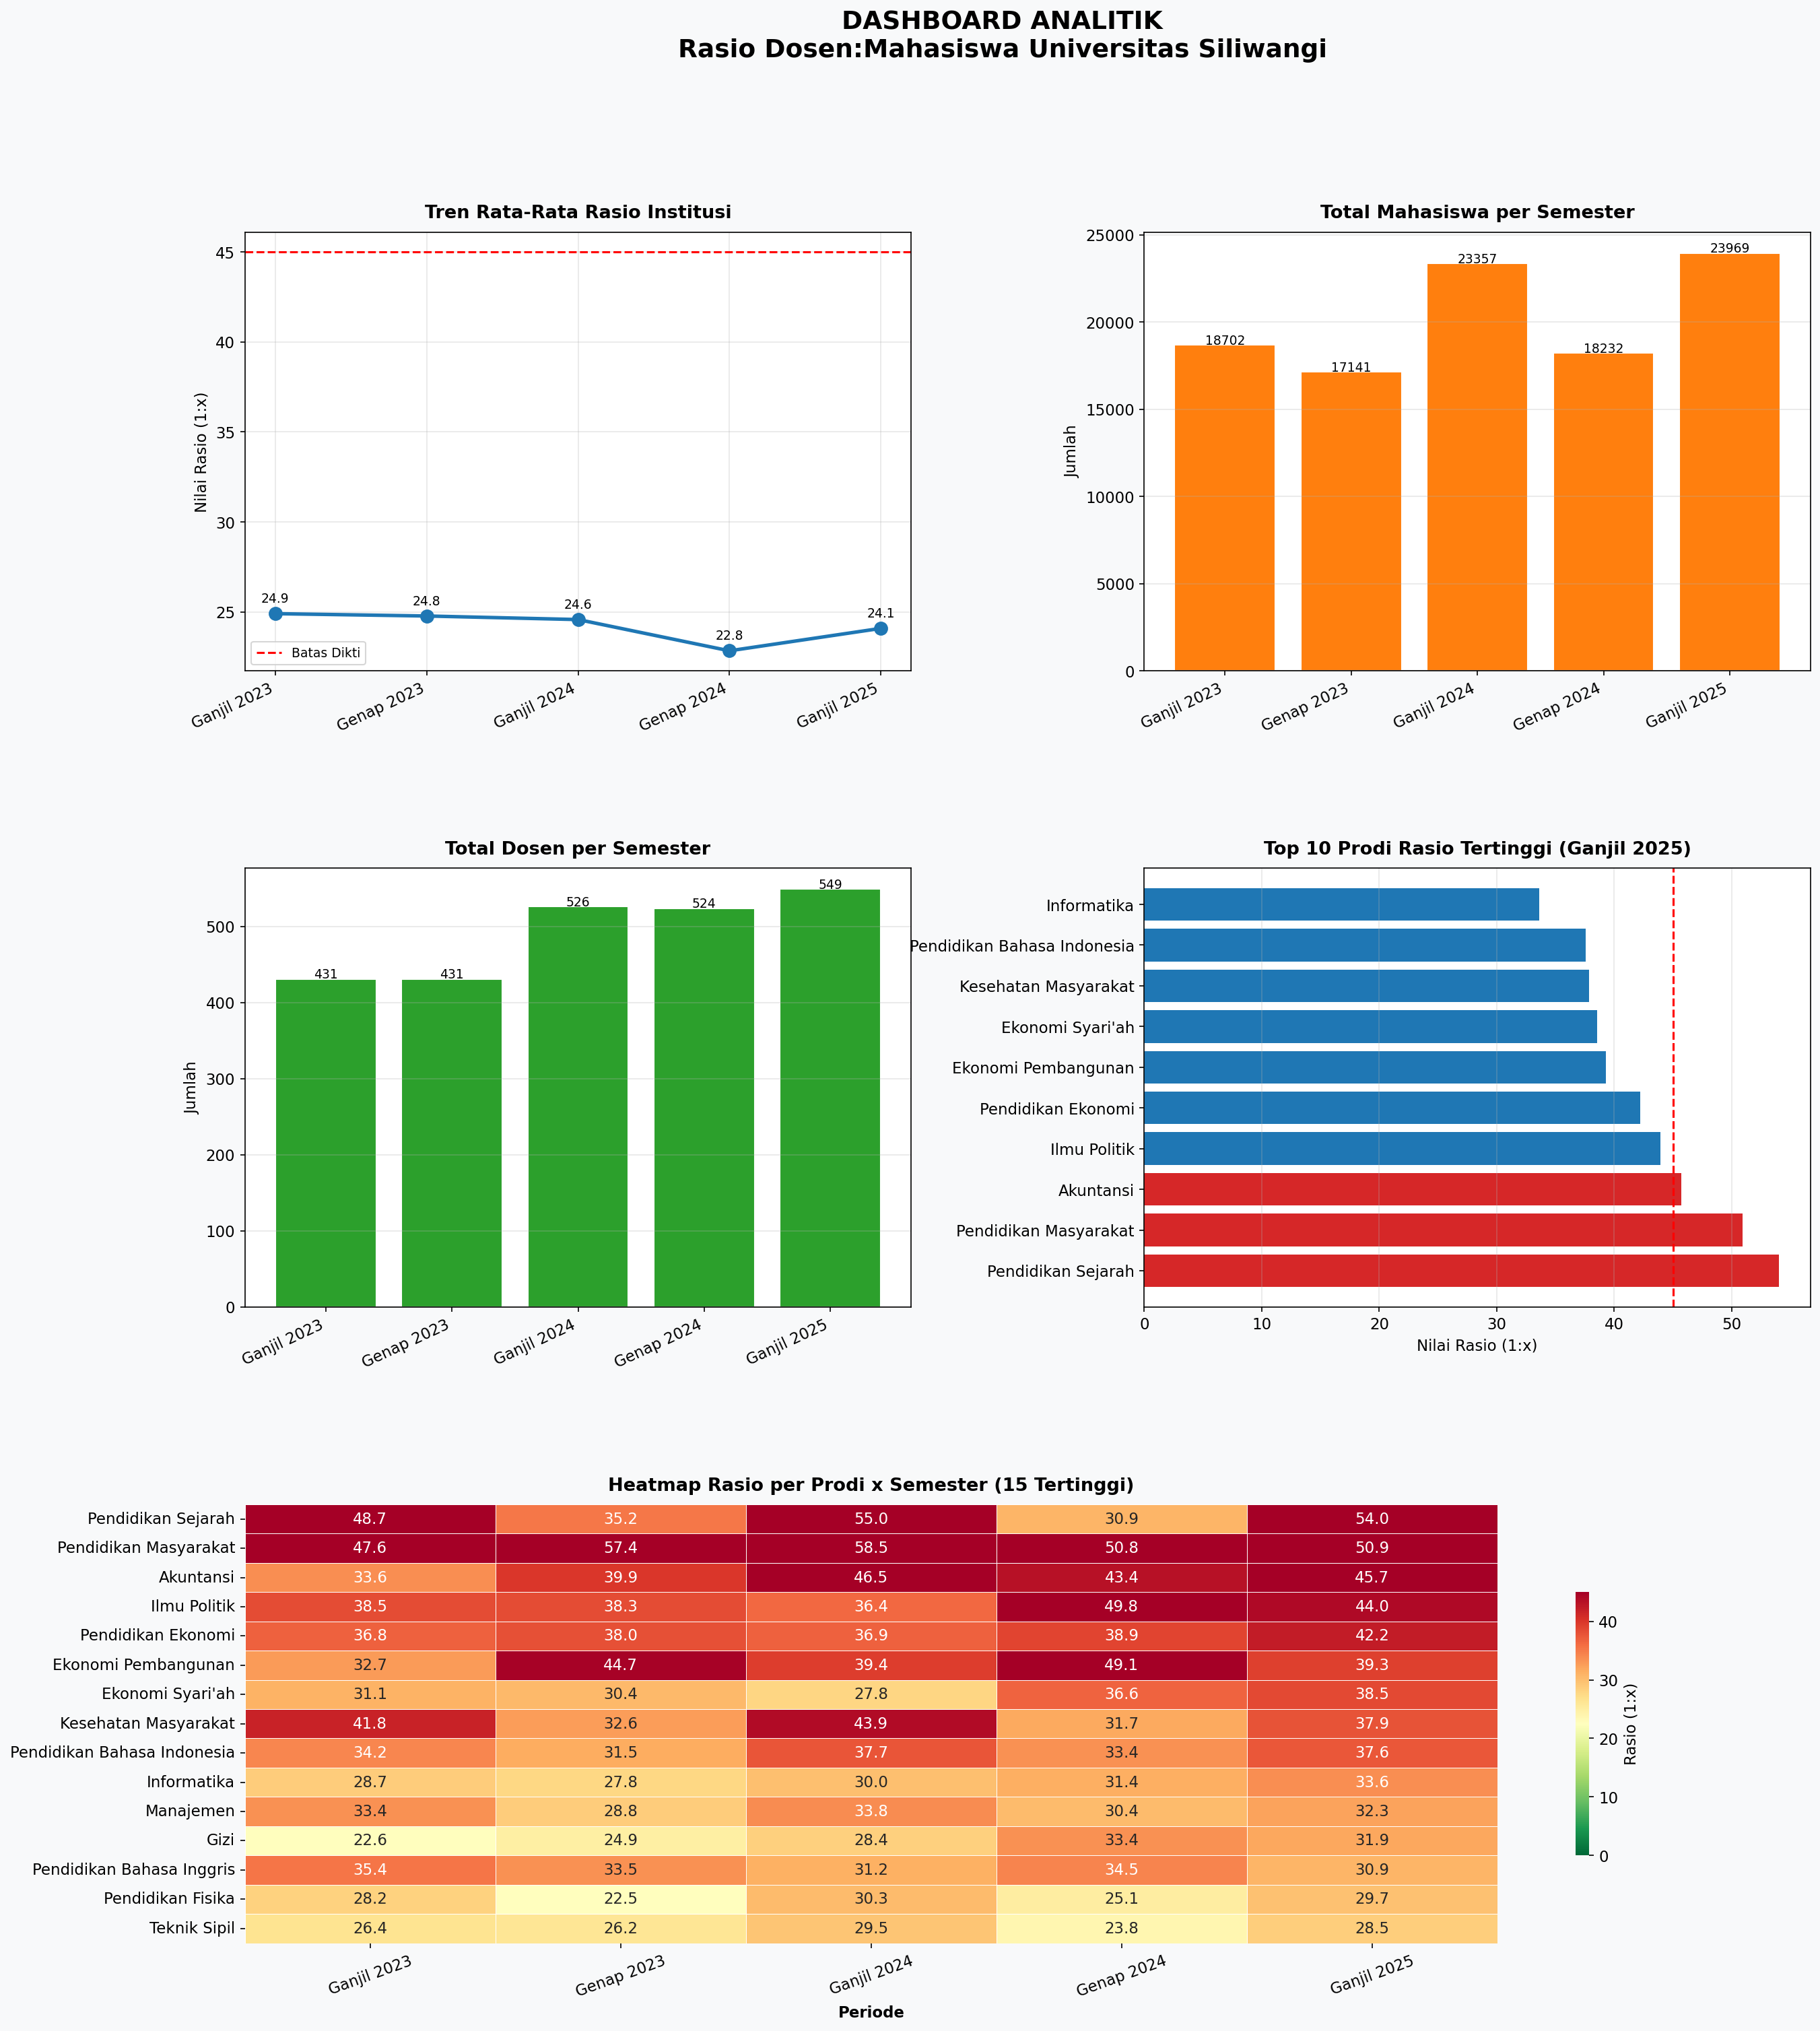 DASHBOARD ANALITIK
Rasio Dosen:Mahasiswa Universitas Siliwangi
Tren Rata-Rata Rasio Institusi
Nilai Rasio (1:x)
45
40
35
30
25
24.9
24.8
24.6
22.8
24.1
Batas Dikti
Ganjil 2023
Genap 2023
Ganjil 2024
Genap 2024
Ganjil 2025
Total Mahasiswa per Semester
Jumlah
25000
20000
15000
10000
5000
0
18702
17141
23357
18232
23969
Ganjil 2023
Genap 2023
Ganjil 2024
Genap 2024
Ganjil 2025
Total Dosen per Semester
Jumlah
500
400
300
200
100
0
431
431
526
524
549
Ganjil 2023
Genap 2023
Ganjil 2024
Genap 2024
Ganjil 2025
Top 10 Prodi Rasio Tertinggi (Ganjil 2025)
Informatika
Pendidikan Bahasa Indonesia
Kesehatan Masyarakat
Ekonomi Syari'ah
Ekonomi Pembangunan
Pendidikan Ekonomi
Ilmu Politik
Akuntansi
Pendidikan Masyarakat
Pendidikan Sejarah
0 10 20 30 40 50
Nilai Rasio (1:x)
Heatmap Rasio per Prodi x Semester (15 Tertinggi)
Pendidikan Sejarah 48.7 35.2 55.0 30.9 54.0
Pendidikan Masyarakat 47.6 57.4 58.5 50.8 50.9
Akuntansi 33.6 39.9 46.5 43.4 45.7
Ilmu Politik 38.5 38.3 36.4 49.8 44.0
Pendidikan Ekonomi 36.8 38.0 36.9 38.9 42.2
Ekonomi Pembangunan 32.7 44.7 39.4 49.1 39.3
Ekonomi Syari'ah 31.1 30.4 27.8 36.6 38.5
Kesehatan Masyarakat 41.8 32.6 43.9 31.7 37.9
Pendidikan Bahasa Indonesia 34.2 31.5 37.7 33.4 37.6
Informatika 28.7 27.8 30.0 31.4 33.6
Manajemen 33.4 28.8 33.8 30.4 32.3
Gizi 22.6 24.9 28.4 33.4 31.9
Pendidikan Bahasa Inggris 35.4 33.5 31.2 34.5 30.9
Pendidikan Fisika 28.2 22.5 30.3 25.1 29.7
Teknik Sipil 26.4 26.2 29.5 23.8 28.5
Ganjil 2023
Genap 2023
Ganjil 2024
Genap 2024
Ganjil 2025
Periode
40
30
20
10
0
Rasio (1:x)